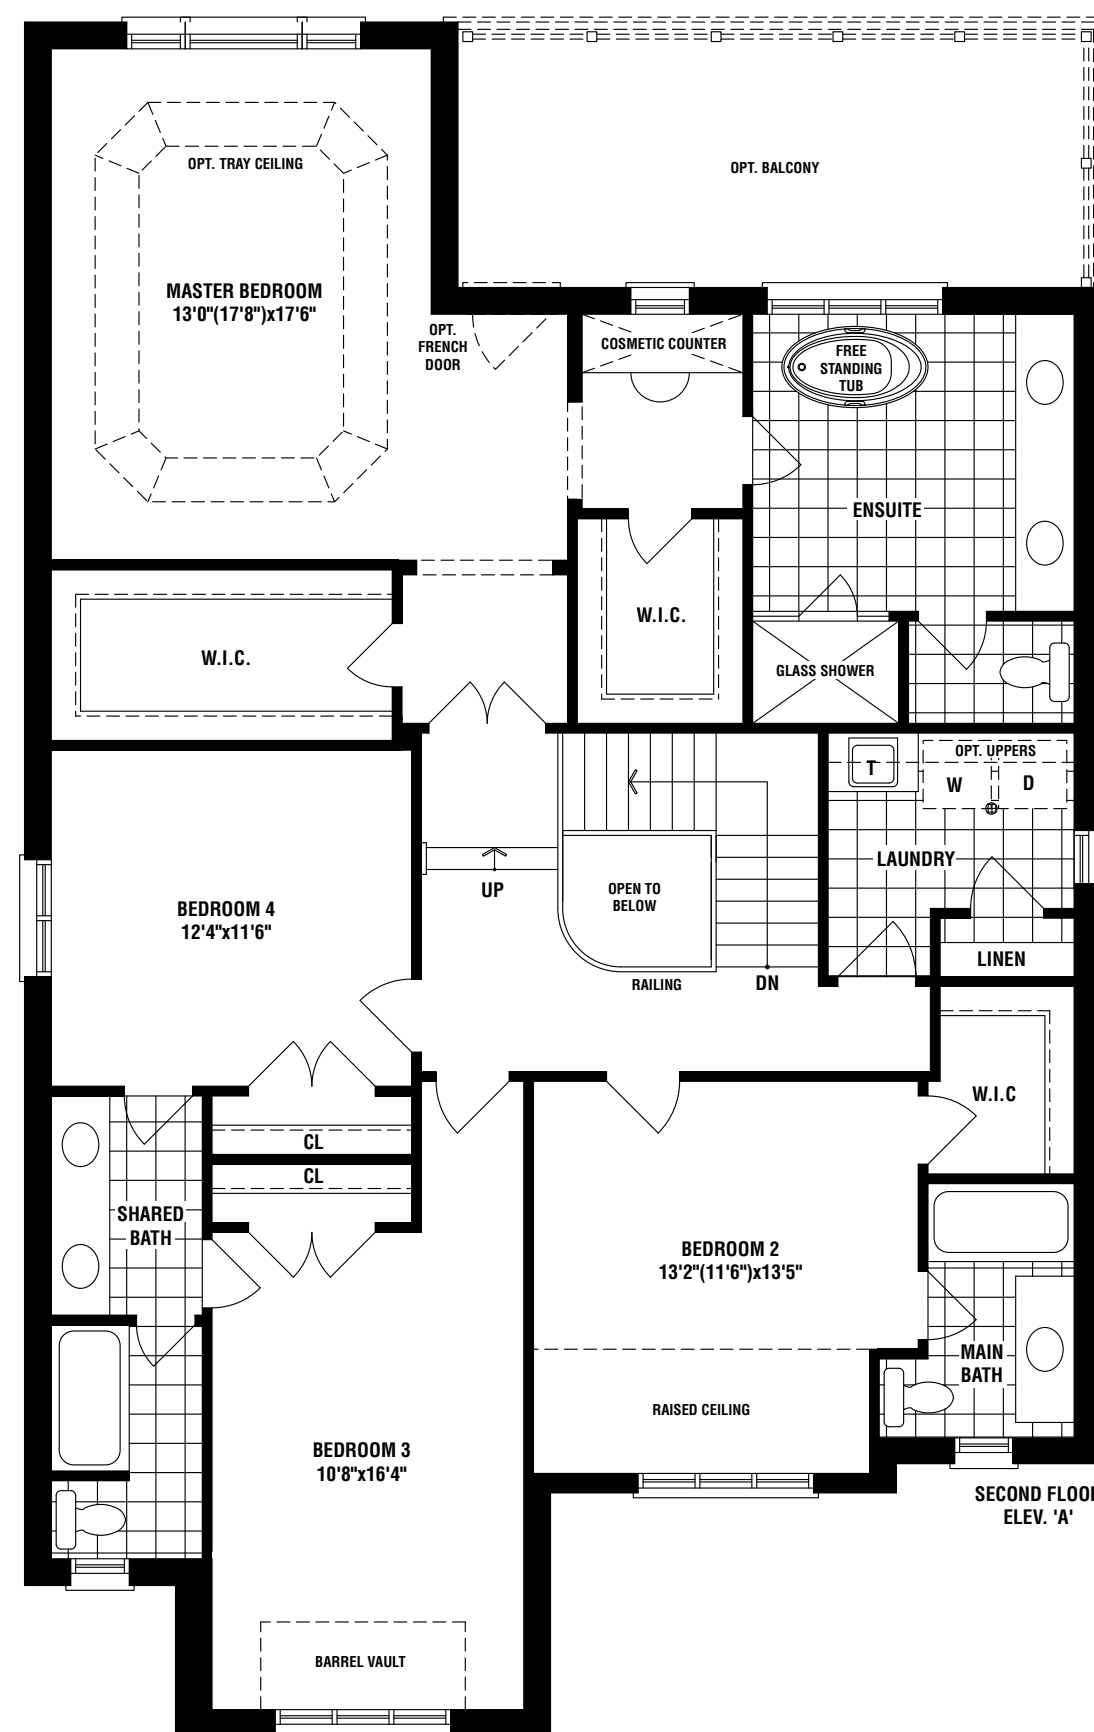 OPT. TRAY CEILING
OPT. BALCONY
MASTER BEDROOM
13'0"(17'8")x17'6"
OPT.
FRENCH
DOOR
COSMETIC COUNTER
FREE
STANDING
TUB
ENSUITE
W.I.C.
W.I.C.
GLASS SHOWER
OPT. UPPERS
T
W
D
LAUNDRY
UP
OPEN TO
BELOW
BEDROOM 4
12'4"x11'6"
LINEN
RAILING
DN
W.I.C
CL
CL
SHARED
BATH
BEDROOM 2
13'2"(11'6")x13'5"
MAIN
BATH
RAISED CEILING
BEDROOM 3
10'8"x16'4"
SECOND FLOOR
ELEV. 'A'
BARREL VAULT